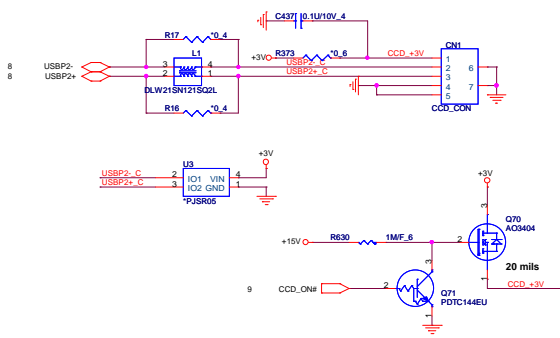 C437 0.1U/10V_4
R17 *0_4
L1
CN1
+3V R373 *0_6 CCD_+3V
8 USBP2- 3 4 USBP2-_C 1
8 USBP2+ 2 1 USBP2+_C 2 6
3
4 7
5
DLW21SN121SQ2L
CCD_CON
R16 *0_4
+3V
U3
USBP2-_C 2 IO1 VIN 4
USBP2+_C 3 IO2 GND 1
*PJSR05
+3V
3
Q70
AO3404
+15V R630 1M/F_6 2
20 mils
3
1
CCD_+3V
9 CCD_ON# 2
Q71
PDTC144EU
1